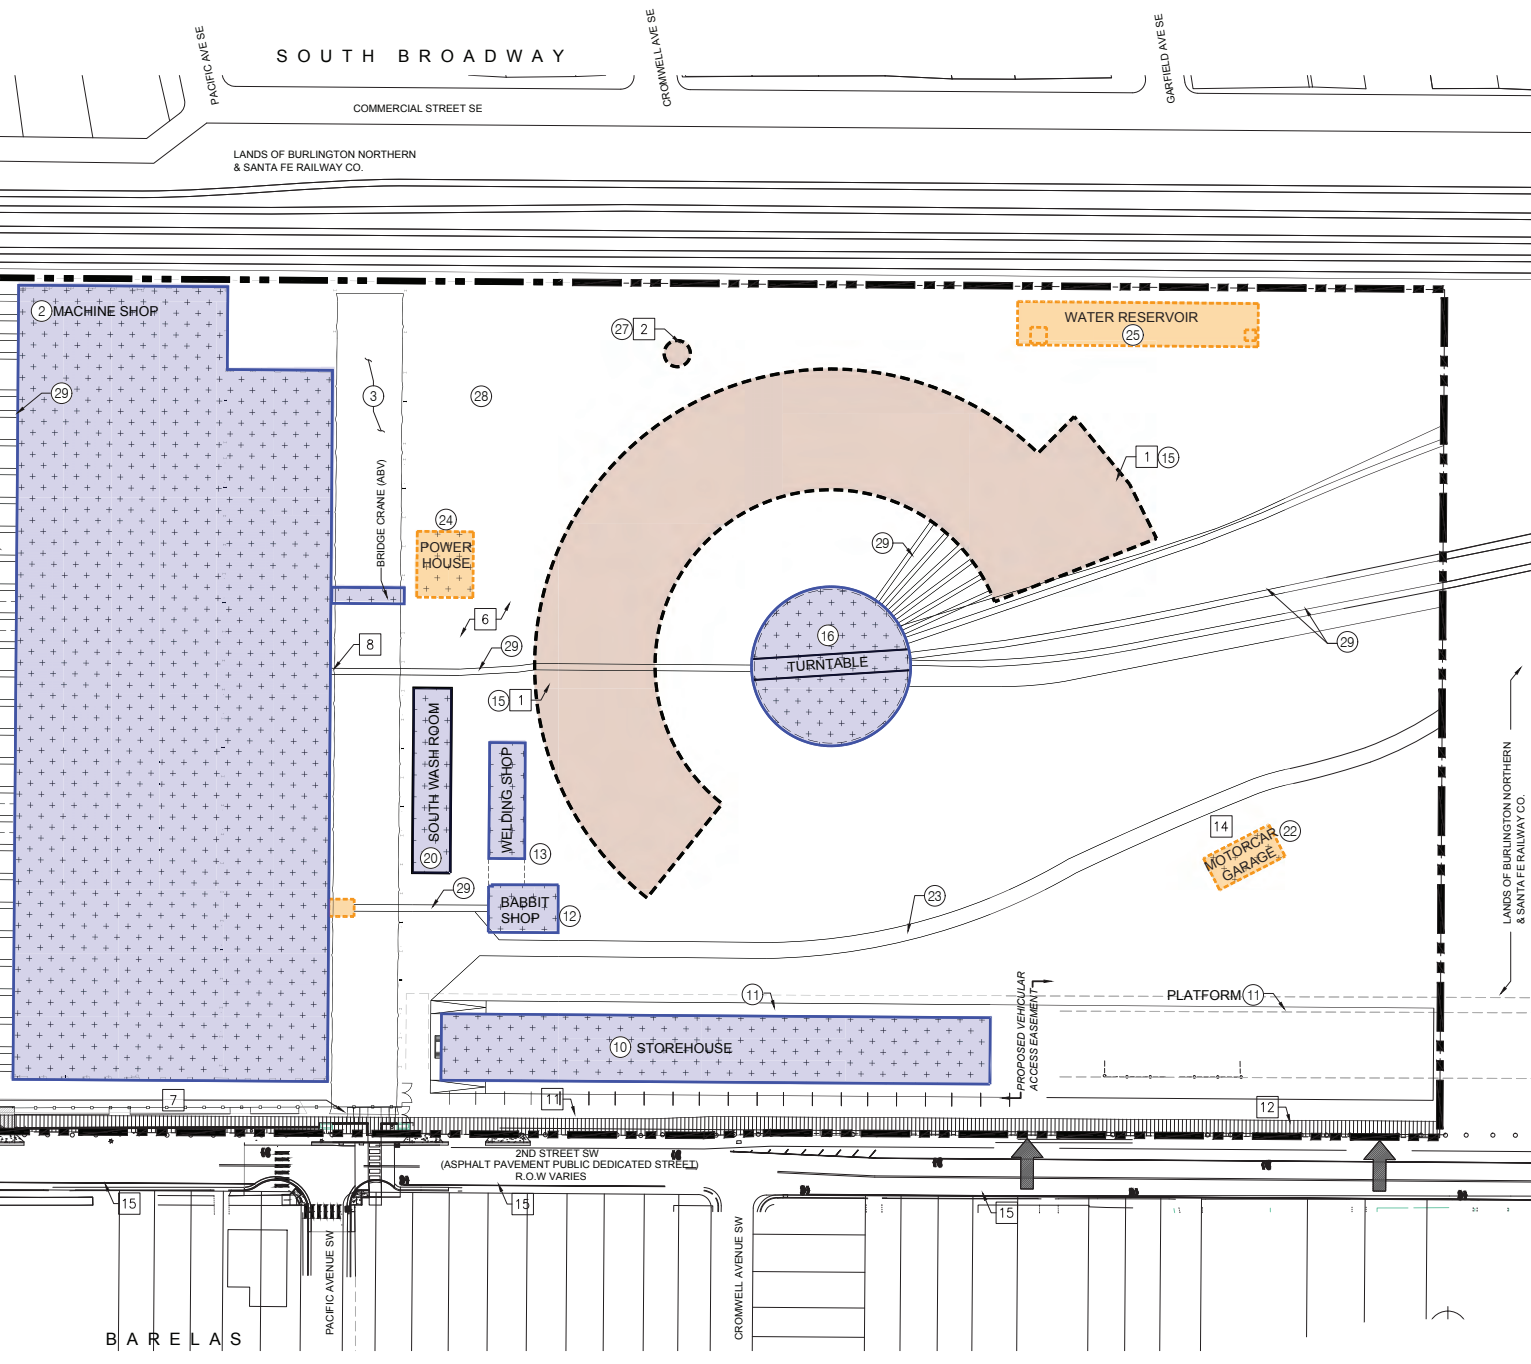 PACIFIC AVE SE
SOUTH BROADWAY
CROMWELL AVE SE
GARFIELD AVE SE
COMMERCIAL STREET SE
LANDS OF BURLINGTON NORTHERN
& SANTA FE RAILWAY CO.
2 MACHINE SHOP
29
3
28
27 2
WATER RESERVOIR
25
1 15
BRIDGE CRANE (ABV)
24
POWER
HOUSE
29
6
8
29
16
TURNTABLE
29
15 1
SOUTH WASH ROOM
20
WELDING SHOP
13
29
BABBIT
SHOP
12
14
MOTORCAR
GARAGE
22
23
LANDS OF BURLINGTON NORTHERN
& SANTA FE RAILWAY CO.
11
PROPOSED VEHICULAR
ACCESS EASEMENT
PLATFORM 11
10 STOREHOUSE
7
11
12
2ND STREET SW
(ASPHALT PAVEMENT PUBLIC DEDICATED STREET)
R.O.W VARIES
15
15
15
PACIFIC AVENUE SW
CROMWELL AVENUE SW
BARELAS